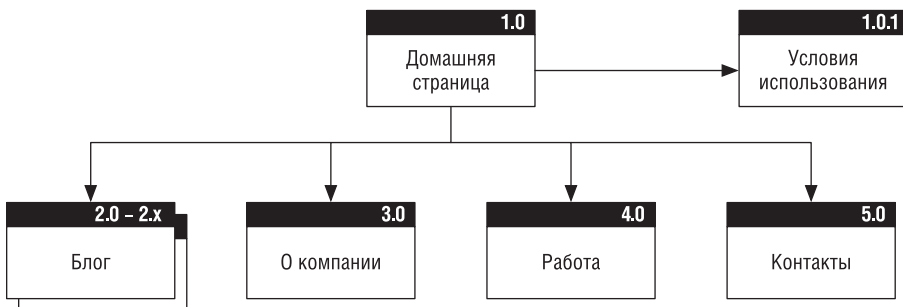 1.0
Домашняя
страница
1.0.1
Условия
использования
2.0 – 2.x
Блог
3.0
О компании
4.0
Работа
5.0
Контакты